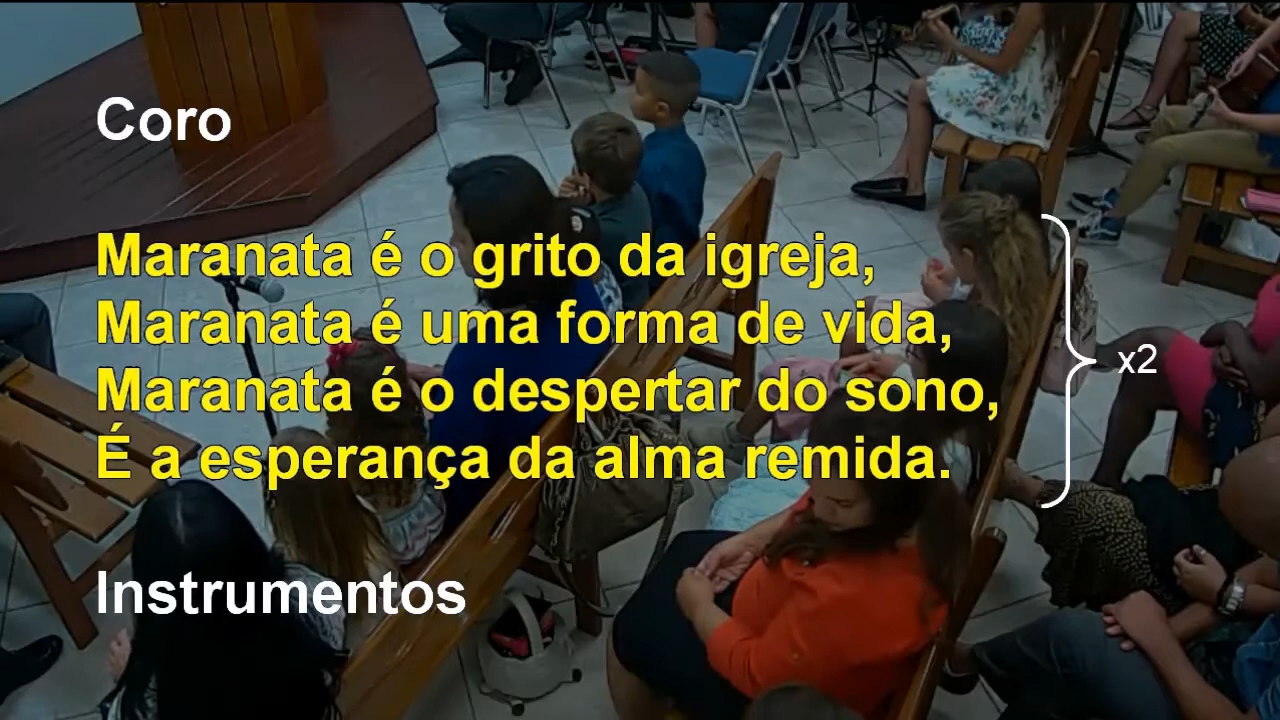 Coro
Maranata é o grito da igreja,
Maranata é uma forma de vida,
Maranata é o despertar do sono,
É a esperança da alma remida.
x2
Instrumentos